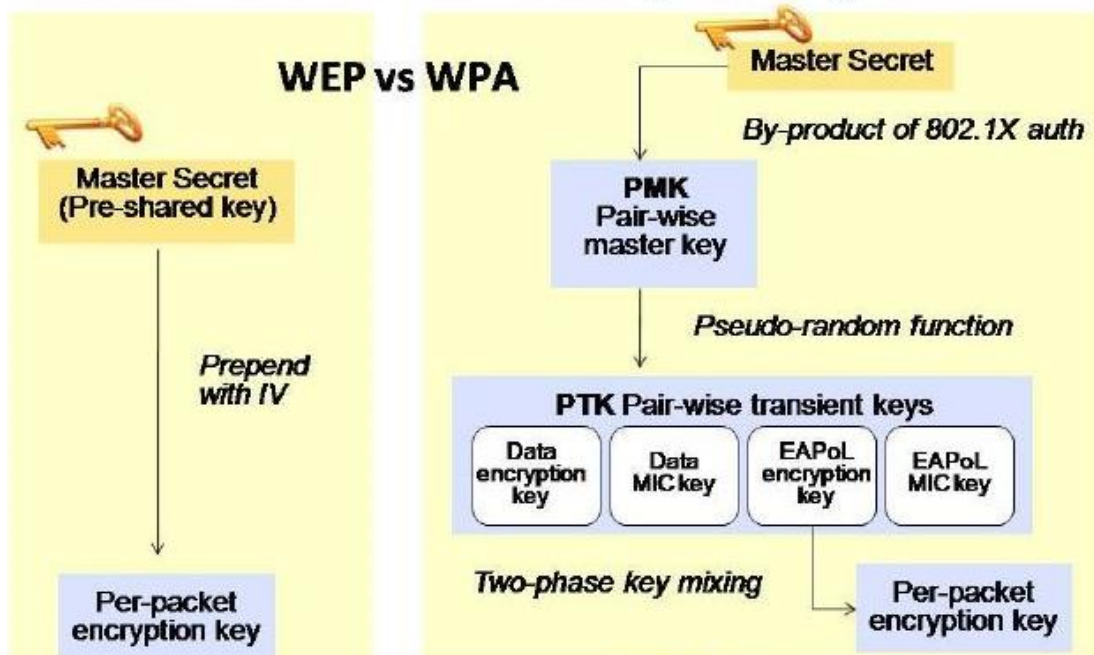 WEP vs WPA
Master Secret
(Pre-shared key)
Prepend
with IV
Per-packet
encryption key
Master Secret
By-product of 802.1X auth
PMK
Pair-wise
master key
Pseudo-random function
PTK Pair-wise transient keys
Data
encryption
key
Data
MIC key
EAPoL
encryption
key
EAPoL
MIC key
Two-phase key mixing
Per-packet
encryption key